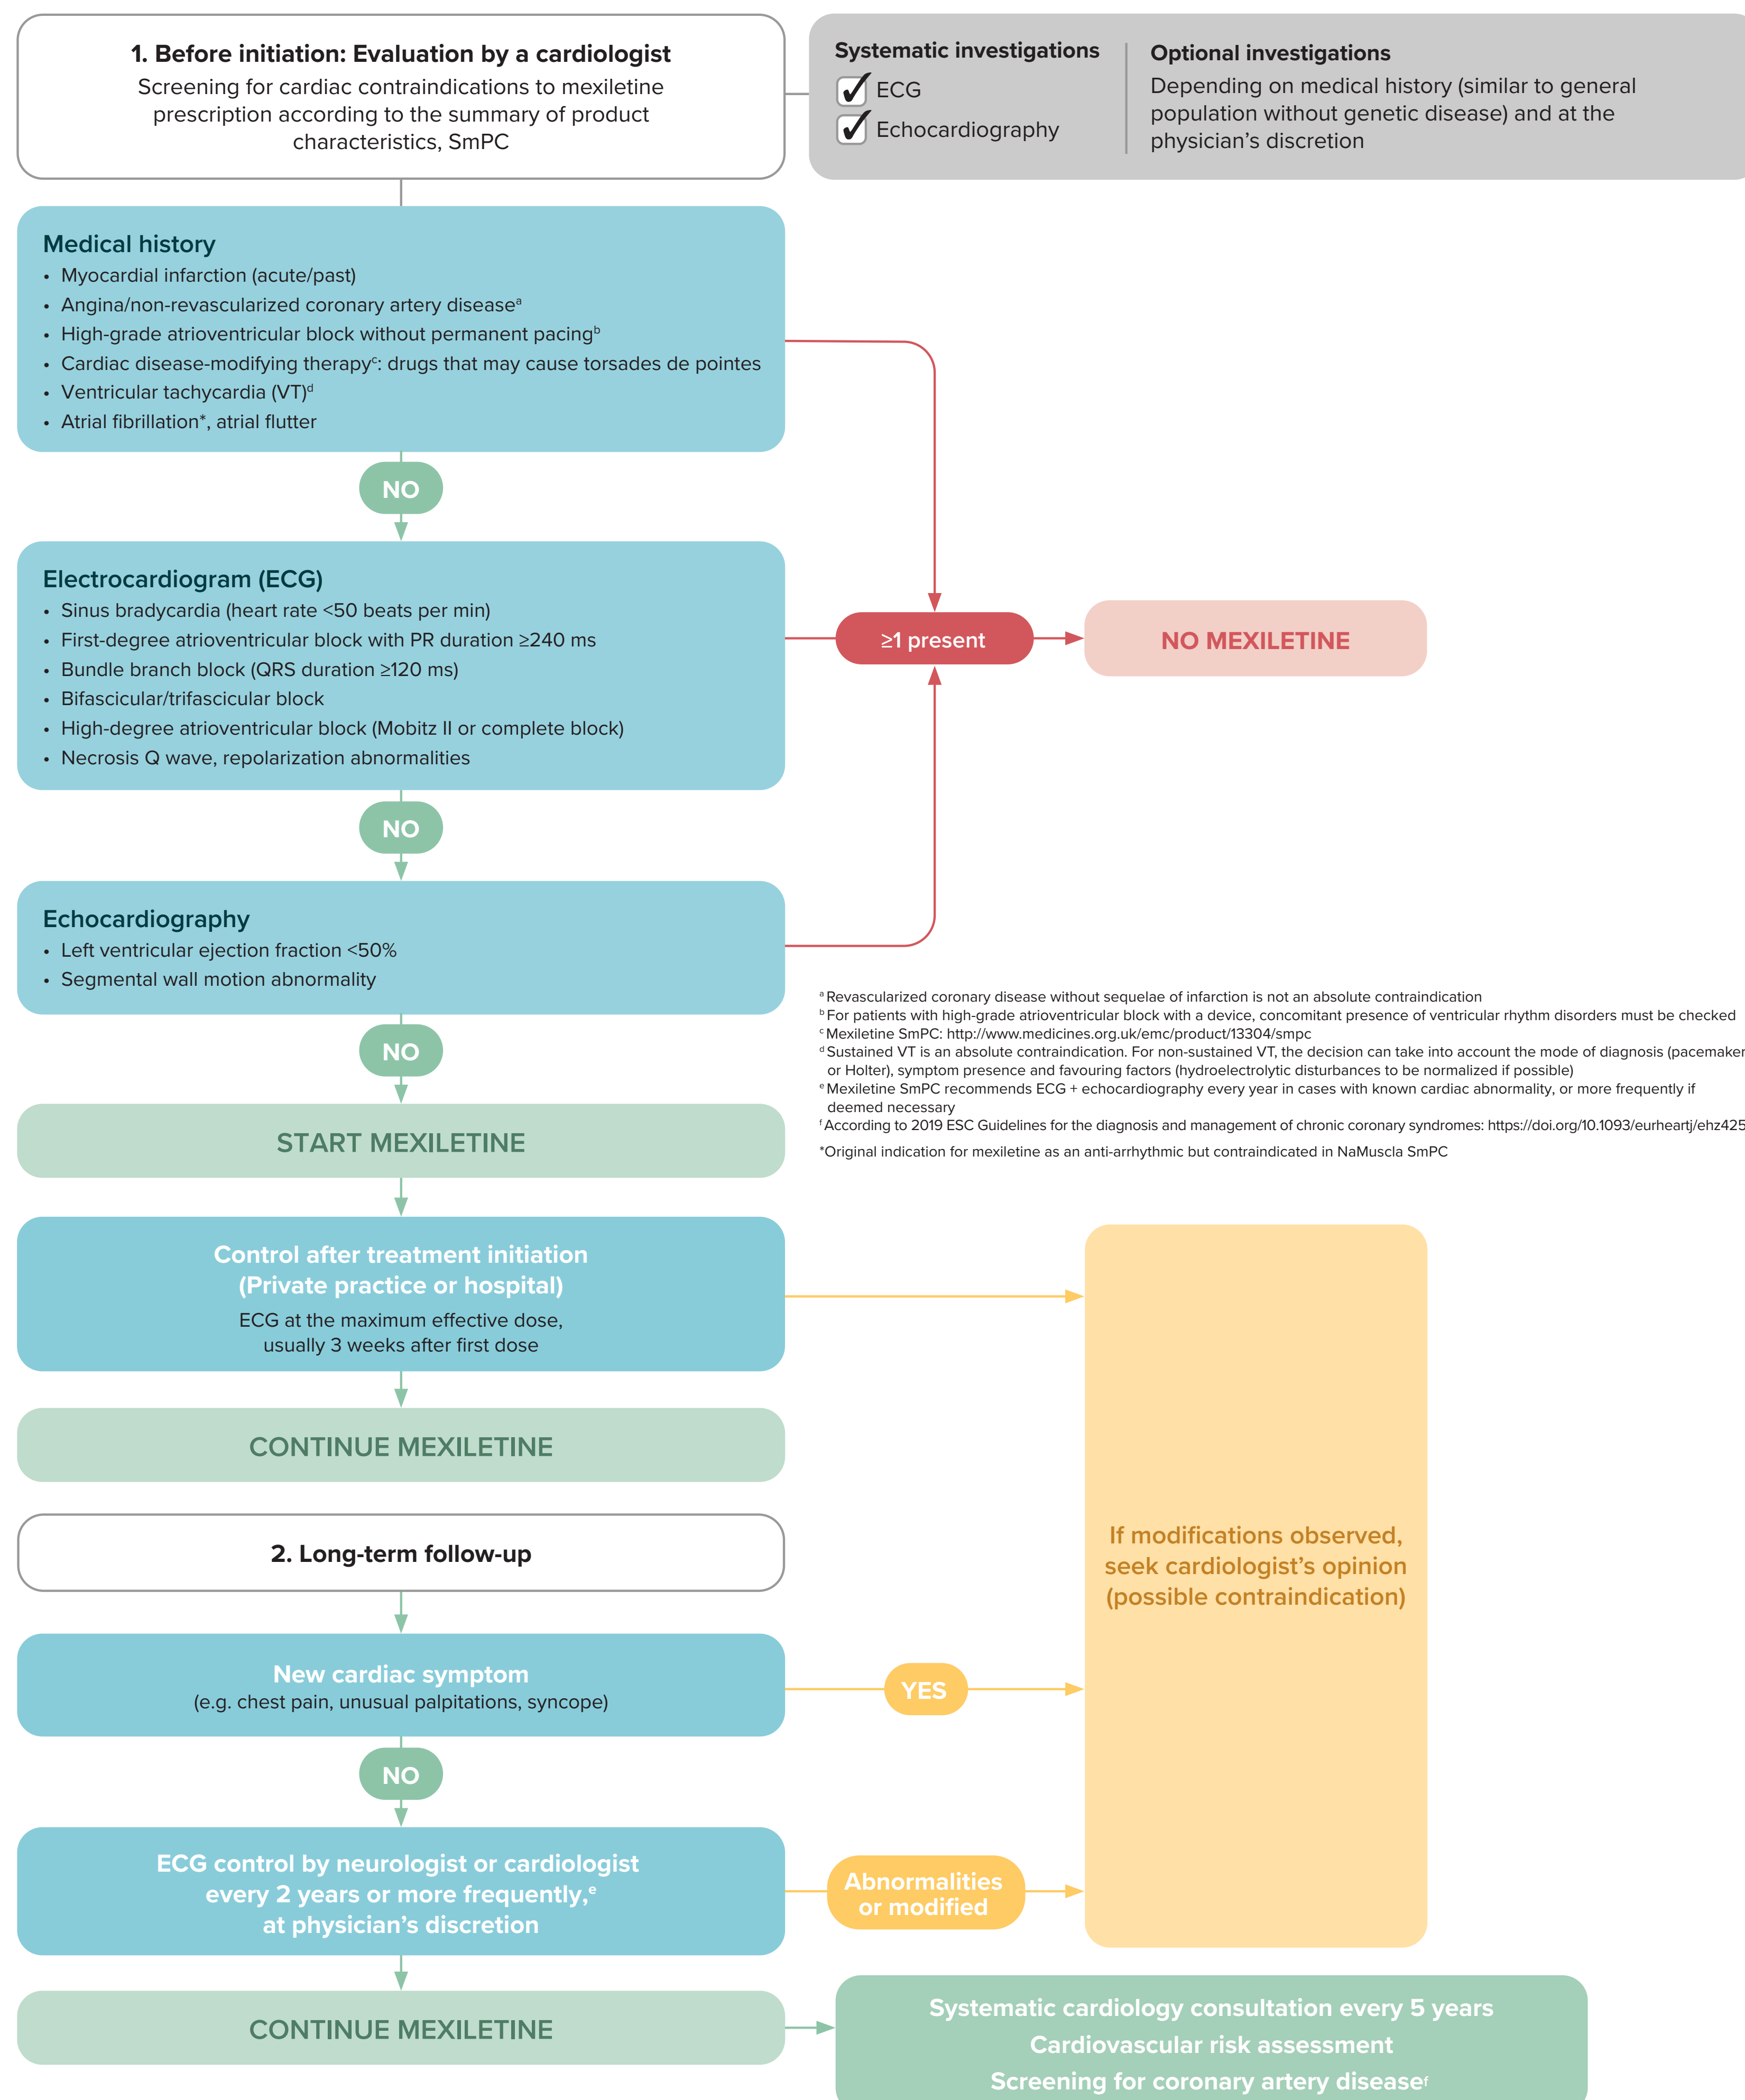 1. Before initiation: Evaluation by a cardiologist
Screening for cardiac contraindications to mexiletine
prescription according to the summary of product
characteristics, SmPC
Systematic investigations
ECG
Echocardiography
Optional investigations
Depending on medical history (similar to general
population without genetic disease) and at the
physician’s discretion
Medical history
• Myocardial infarction (acute/past)
• Angina/non-revascularized coronary artery diseaseᵃ
• High-grade atrioventricular block without permanent pacingᵇ
• Cardiac disease-modifying therapyᶜ: drugs that may cause torsades de pointes
• Ventricular tachycardia (VT)ᵈ
• Atrial fibrillation*, atrial flutter
NO
Electrocardiogram (ECG)
• Sinus bradycardia (heart rate <50 beats per min)
• First-degree atrioventricular block with PR duration ≥240 ms
• Bundle branch block (QRS duration ≥120 ms)
• Bifascicular/trifascicular block
• High-degree atrioventricular block (Mobitz II or complete block)
• Necrosis Q wave, repolarization abnormalities
≥1 present
NO MEXILETINE
NO
Echocardiography
• Left ventricular ejection fraction <50%
• Segmental wall motion abnormality
NO
ᵃ Revascularized coronary disease without sequelae of infarction is not an absolute contraindication
ᵇ For patients with high-grade atrioventricular block with a device, concomitant presence of ventricular rhythm disorders must be checked
ᶜ Mexiletine SmPC: http://www.medicines.org.uk/emc/product/13304/smpc
ᵈ Sustained VT is an absolute contraindication. For non-sustained VT, the decision can take into account the mode of diagnosis (pacemaker
or Holter), symptom presence and favouring factors (hydroelectrolytic disturbances to be normalized if possible)
ᵉ Mexiletine SmPC recommends ECG + echocardiography every year in cases with known cardiac abnormality, or more frequently if
deemed necessary
ᶠ According to 2019 ESC Guidelines for the diagnosis and management of chronic coronary syndromes: https://doi.org/10.1093/eurheartj/ehz425
*Original indication for mexiletine as an anti-arrhythmic but contraindicated in NaMuscla SmPC
START MEXILETINE
Control after treatment initiation
(Private practice or hospital)
ECG at the maximum effective dose,
usually 3 weeks after first dose
CONTINUE MEXILETINE
2. Long-term follow-up
If modifications observed,
seek cardiologist’s opinion
(possible contraindication)
New cardiac symptom
(e.g. chest pain, unusual palpitations, syncope)
YES
NO
ECG control by neurologist or cardiologist
every 2 years or more frequently,ᵉ
at physician’s discretion
Abnormalities
or modified
CONTINUE MEXILETINE
Systematic cardiology consultation every 5 years
Cardiovascular risk assessment
Screening for coronary artery diseaseᶠ